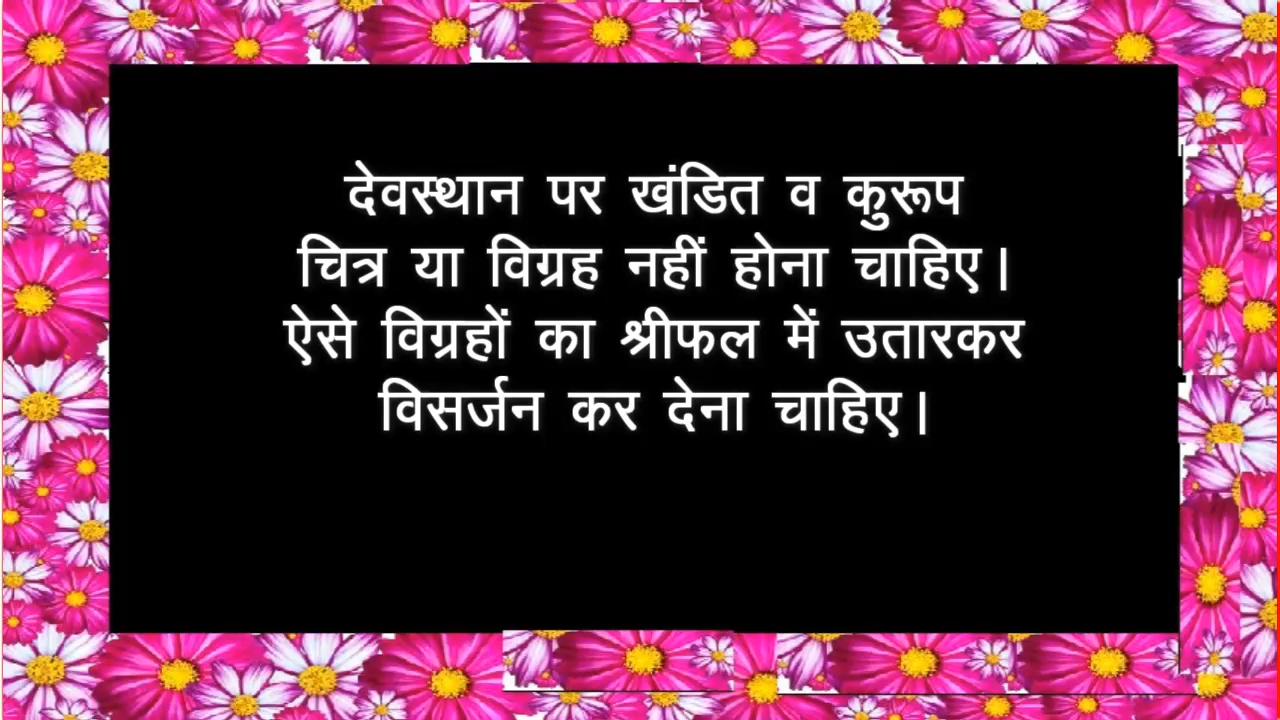 देवस्थान पर खंडित व कुरूप
चित्र या विग्रह नहीं होना चाहिए।
ऐसे विग्रहों का श्रीफल में उतारकर
विसर्जन कर देना चाहिए।